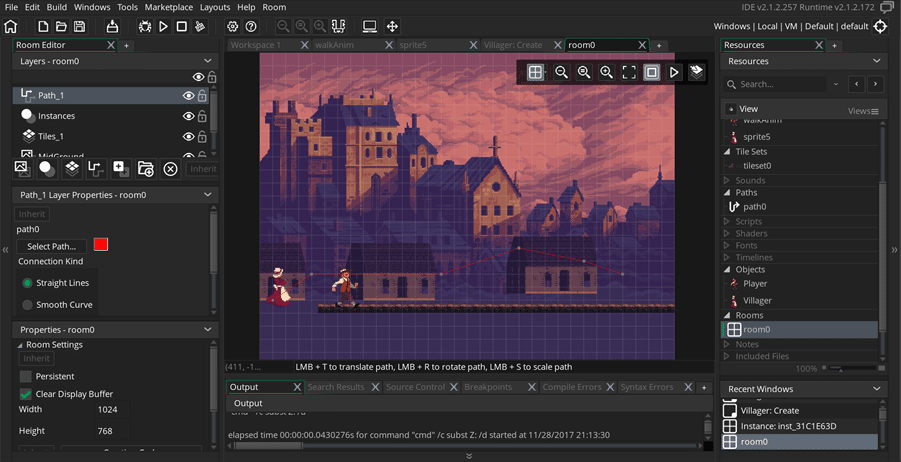 File Edit Build Windows Tools Marketplace Layouts Help Room
IDE v2.1.2.257 Runtime v2.1.2.172
Windows | Local | VM | Default | default
Room Editor
Layers - room0
Path_1
Instances
Tiles_1
MidGround
Inherit
Path_1 Layer Properties - room0
Inherit
path0
Select Path...
Connection Kind
Straight Lines
Smooth Curve
Properties - room0
Room Settings
Inherit
Persistent
Clear Display Buffer
Width 1024
Height 768
Workspace 1 walkAnim sprite5 Villager: Create room0
(411, -1...
LMB + T to translate path, LMB + R to rotate path, LMB + S to scale path
Output Search Results Source Control Breakpoints Compile Errors Syntax Errors
Output
elapsed time 00:00:00.0430276s for command "cmd" /c subst Z: /d started at 11/28/2017 21:13:30
Resources
Resources
Search...
View Views
walkAnim
sprite5
Tile Sets
tileset0
Sounds
Paths
path0
Scripts
Shaders
Fonts
Timelines
Objects
Player
Villager
Rooms
room0
Notes
Included Files
100%
Recent Windows
Villager: Create
Instance: inst_31C1E63D
room0